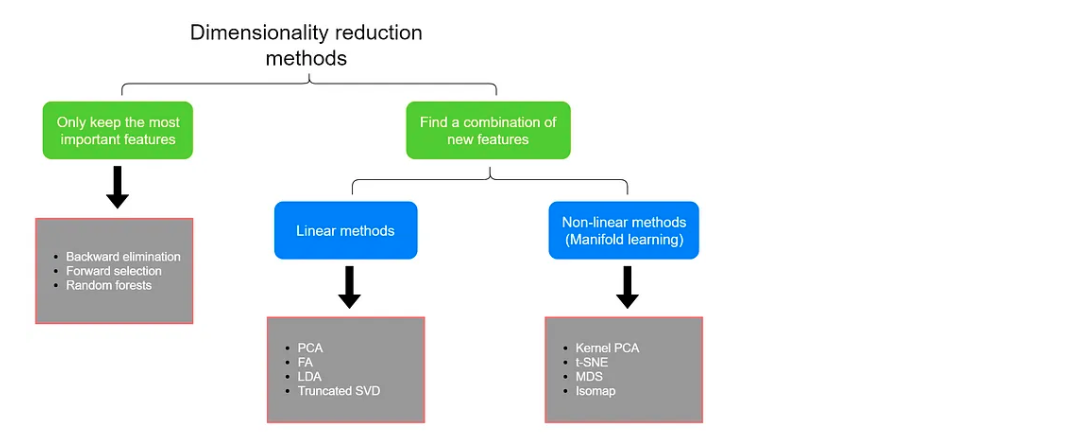 Dimensionality reduction
methods
Only keep the most
important features
Find a combination of
new features
Linear methods
Non-linear methods
(Manifold learning)
• Backward elimination
• Forward selection
• Random forests
• PCA
• FA
• LDA
• Truncated SVD
• Kernel PCA
• t-SNE
• MDS
• Isomap